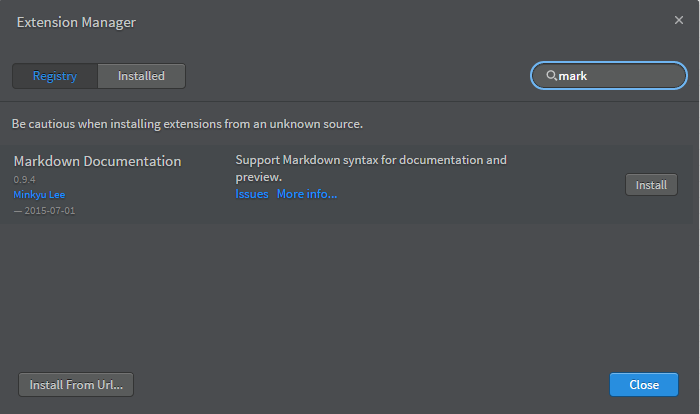 Extension Manager
×
Registry Installed
mark
Be cautious when installing extensions from an unknown source.
Markdown Documentation
0.9.4
Minkyu Lee
— 2015-07-01
Support Markdown syntax for documentation and
preview.
Issues More info...
Install
Install From Url...
Close